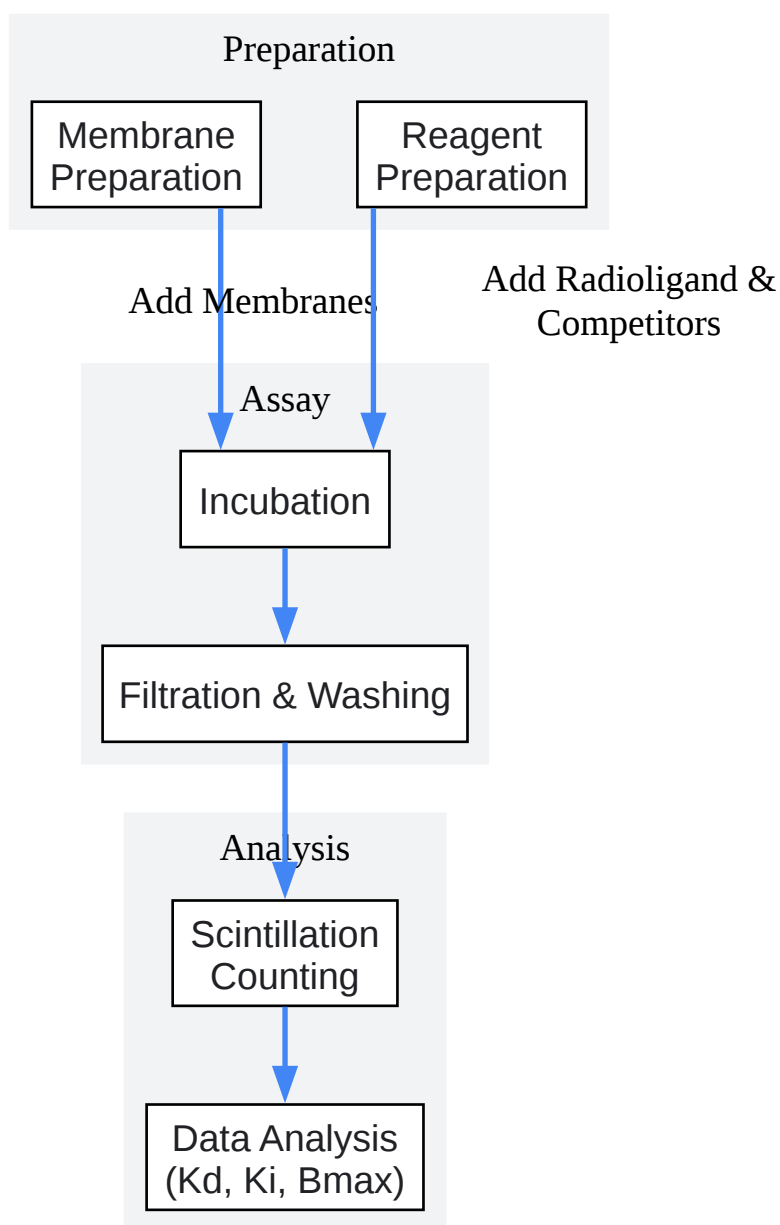 Preparation
Membrane
Preparation
Reagent
Preparation
Add Membranes
Add Radioligand &
Competitors
Assay
Incubation
Filtration & Washing
Analysis
Scintillation
Counting
Data Analysis
(Kd, Ki, Bmax)